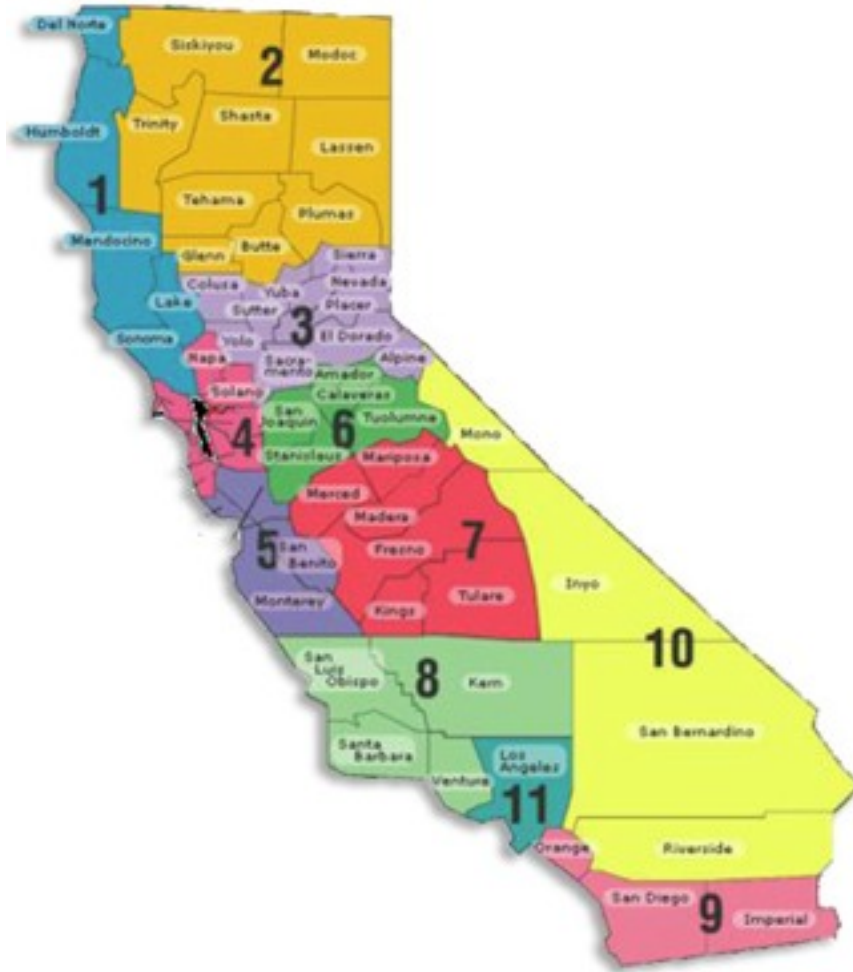 Del Norte
Siskiyou
Modoc
2
Humboldt
Trinity
Shasta
Lassen
1
Tehama
Plumas
Mendocino
Glenn
Butte
Sierra
Colusa
Yuba
Nevada
Lake
Sutter
Placer
3
Sonoma
Yolo
El Dorado
Napa
Sacra-
mento
Alpine
Amador
Solano
Calaveras
San
Joaquin
Tuolumne
4
6
Mono
Stanislaus
Mariposa
Merced
Madera
5
7
San
Benito
Fresno
Inyo
Monterey
Kings
Tulare
10
San
Luis
Obispo
8
Kern
San Bernardino
Santa
Barbara
Los
Angeles
Ventura
11
Orange
Riverside
San Diego
9
Imperial